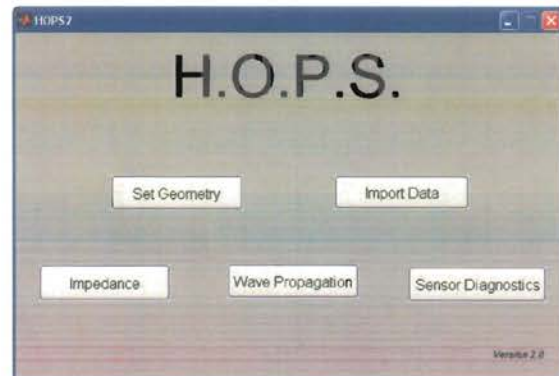 HOPS2
H.O.P.S.
Set Geometry Import Data
Impedance Wave Propagation Sensor Diagnostics
Version 2.0